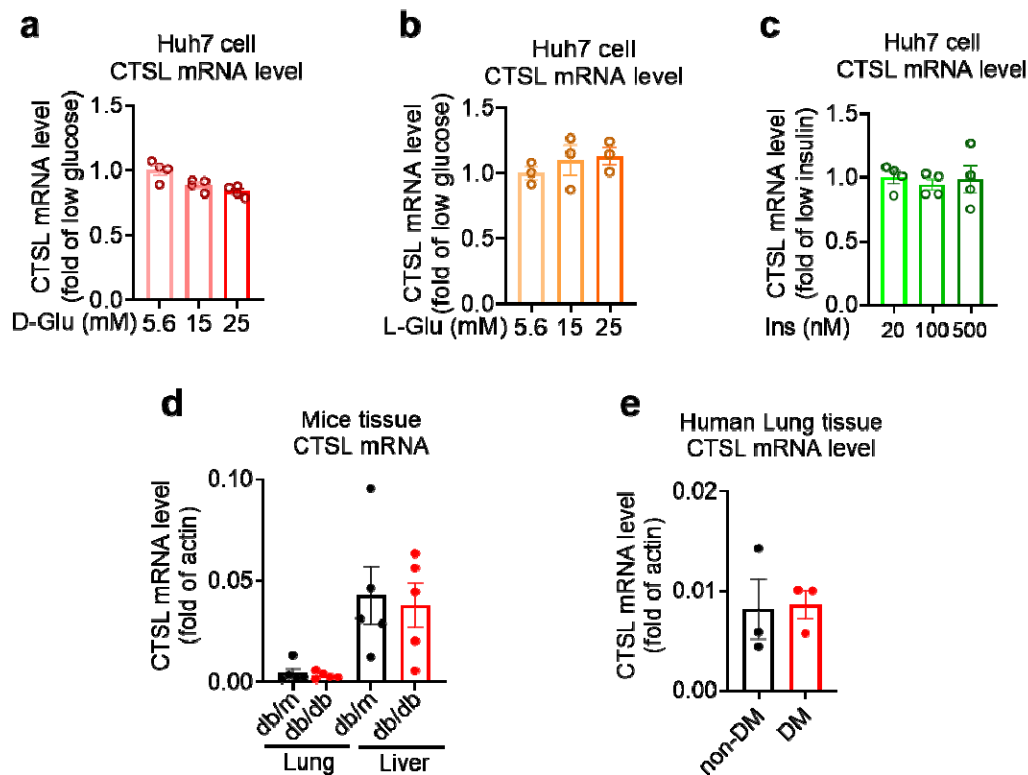 a
Huh7 cell
CTSL mRNA level
CTSL mRNA level
(fold of low glucose)
1.5
1.0
0.5
0.0
D-Glu (mM) 5.6 15 25
b
Huh7 cell
CTSL mRNA level
CTSL mRNA level
(fold of low glucose)
1.5
1.0
0.5
0.0
L-Glu (mM) 5.6 15 25
c
Huh7 cell
CTSL mRNA level
CTSL mRNA level
(fold of low insulin)
1.5
1.0
0.5
0.0
Ins (nM) 20 100 500
d
Mice tissue
CTSL mRNA
CTSL mRNA level
(fold of actin)
0.10
0.05
0.00
db/m
db/db
db/m
db/db
Lung Liver
e
Human Lung tissue
CTSL mRNA level
CTSL mRNA level
(fold of actin)
0.02
0.01
0.00
non-DM
DM